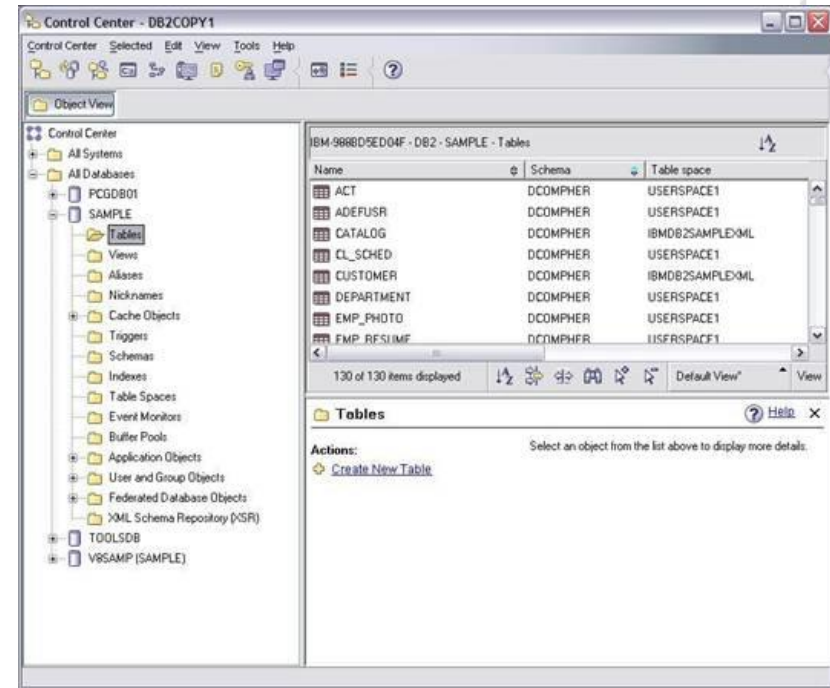 Control Center - DB2COPY1
Control Center Selected Edit View Tools Help
Object View
Control Center
All Systems
All Databases
PCGDB01
SAMPLE
Tables
Views
Aliases
Nicknames
Cache Objects
Triggers
Schemas
Indexes
Table Spaces
Event Monitors
Buffer Pools
Application Objects
User and Group Objects
Federated Database Objects
XML Schema Repository (XSR)
TOOLSDB
V8SAMP (SAMPLE)
IBM-988BD5ED04F - DB2 - SAMPLE - Tables
Name Schema Table space
ACT DCOMPHER USERSPACE1
ADEFUSR DCOMPHER USERSPACE1
CATALOG DCOMPHER IBMDB2SAMPLEXML
CL_SCHED DCOMPHER USERSPACE1
CUSTOMER DCOMPHER IBMDB2SAMPLEXML
DEPARTMENT DCOMPHER USERSPACE1
EMP_PHOTO DCOMPHER USERSPACE1
EMP_RESUME DCOMPHER USERSPACE1
130 of 130 items displayed Default View* View
Tables Help
Actions: Select an object from the list above to display more details.
Create New Table